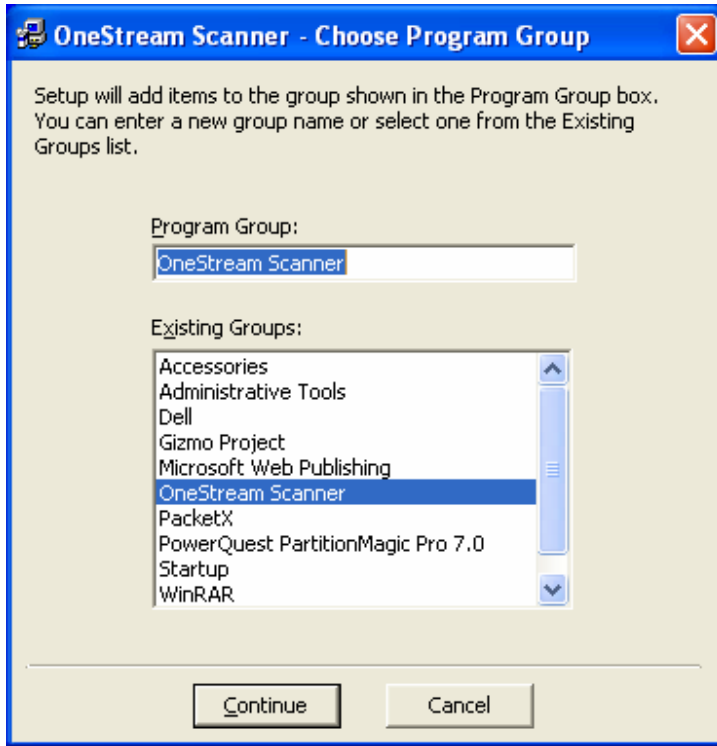 OneStream Scanner - Choose Program Group
Setup will add items to the group shown in the Program Group box.
You can enter a new group name or select one from the Existing
Groups list.
Program Group:
OneStream Scanner
Existing Groups:
Accessories
Administrative Tools
Dell
Gizmo Project
Microsoft Web Publishing
OneStream Scanner
PacketX
PowerQuest PartitionMagic Pro 7.0
Startup
WinRAR
Continue
Cancel